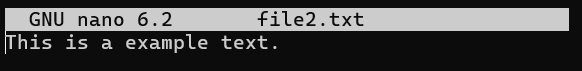 GNU nano 6.2 file2.txt
This is a example text.